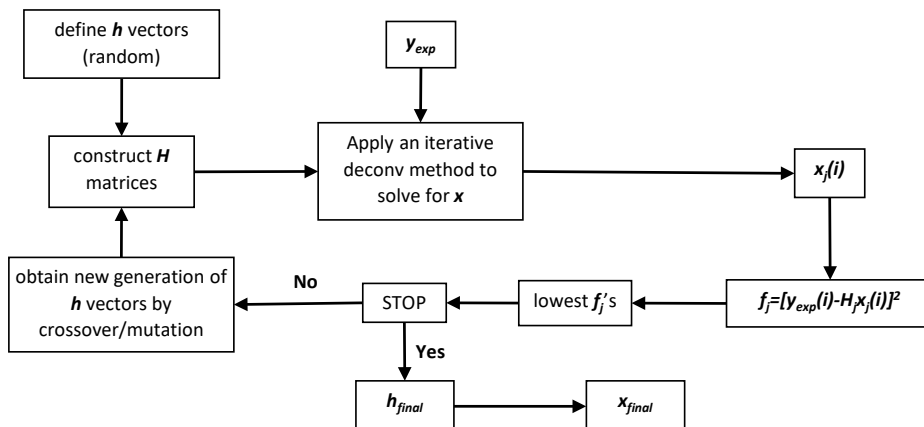 define h vectors
(random)
y_exp
construct H
matrices
Apply an iterative
deconv method to
solve for x
x_j(i)
obtain new generation of
h vectors by
crossover/mutation
No
STOP
lowest f_j's
f_j=[y_exp(i)-H_jx_j(i)]²
Yes
h_final
x_final